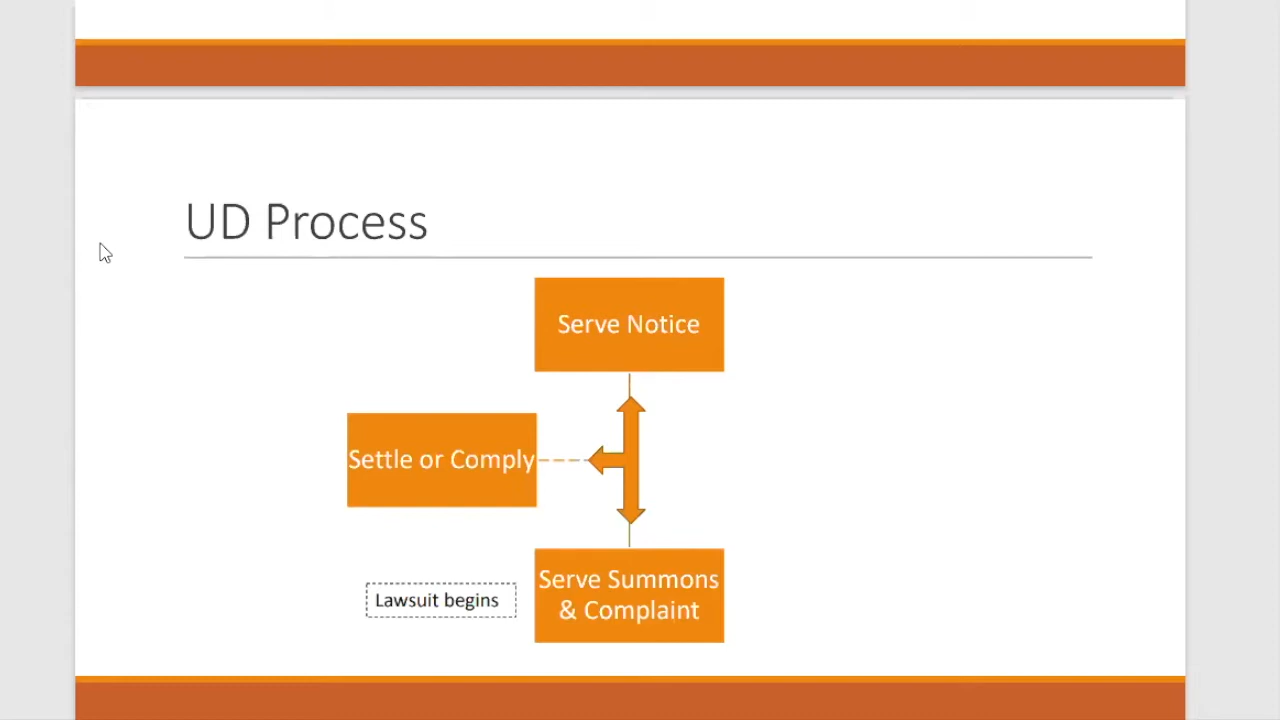 UD Process
Serve Notice
Settle or Comply
Serve Summons
& Complaint
Lawsuit begins